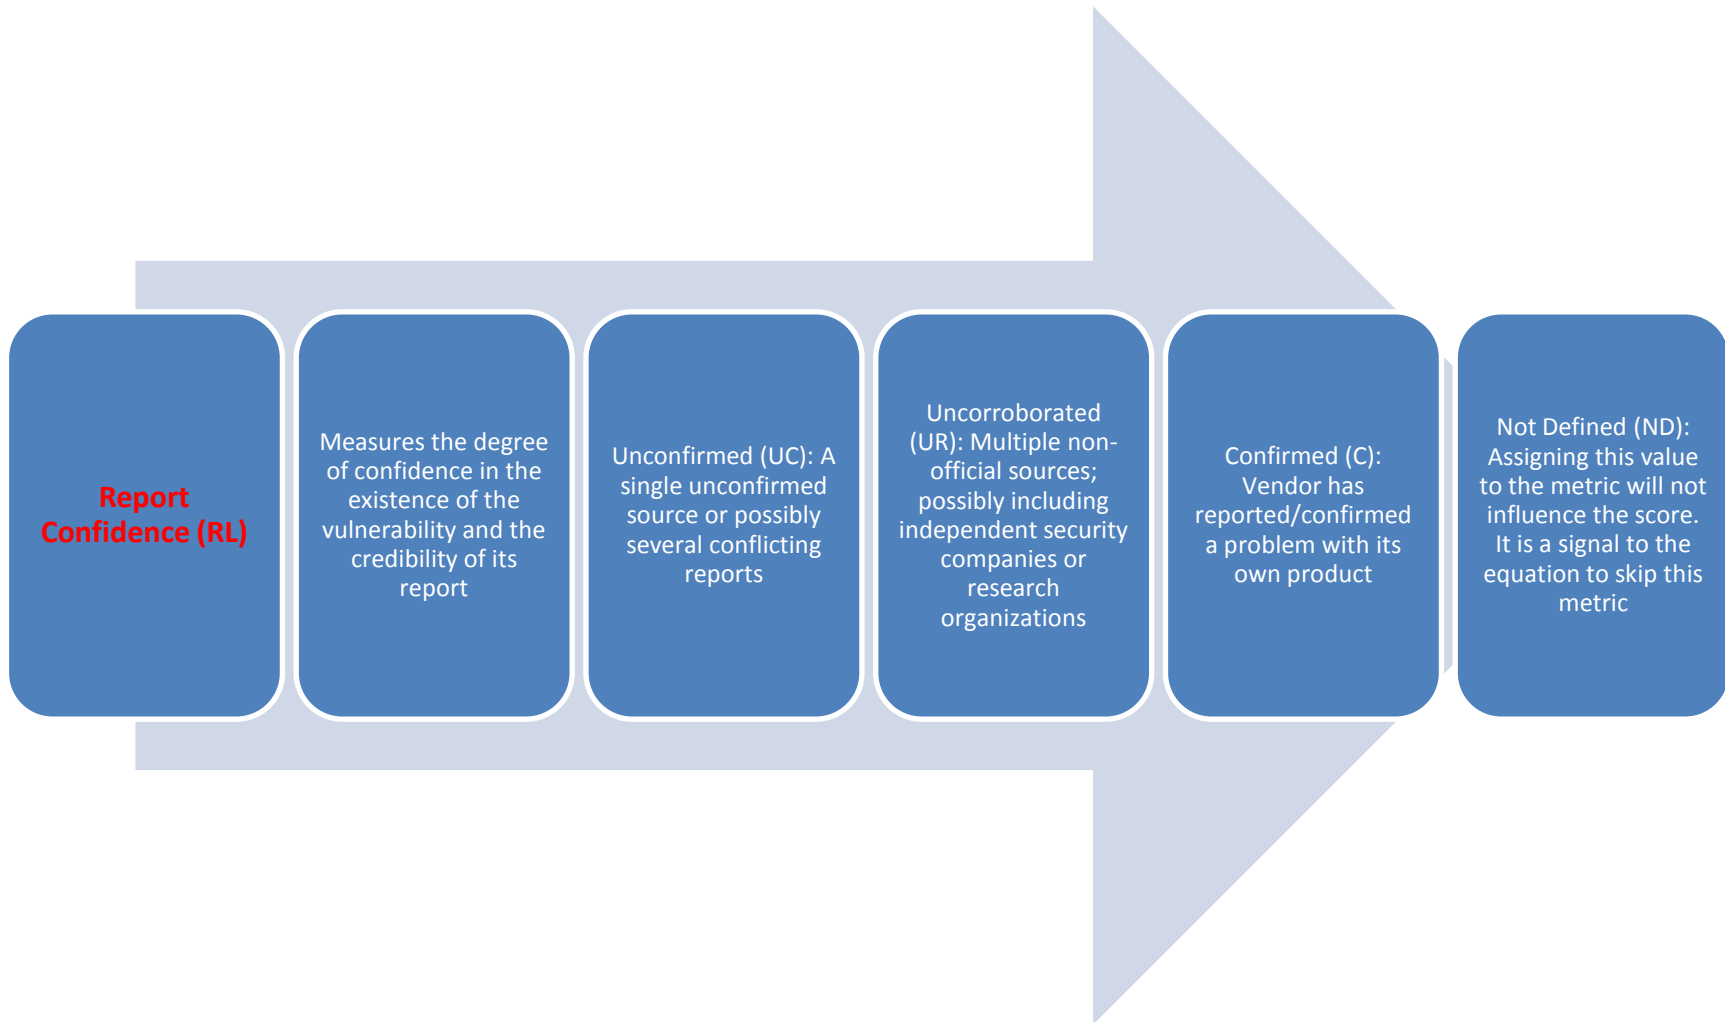 Report
Confidence (RL)
Measures the degree
of confidence in the
existence of the
vulnerability and the
credibility of its
report
Unconfirmed (UC): A
single unconfirmed
source or possibly
several conflicting
reports
Uncorroborated
(UR): Multiple non-
official sources;
possibly including
independent security
companies or
research
organizations
Confirmed (C):
Vendor has
reported/confirmed
a problem with its
own product
Not Defined (ND):
Assigning this value
to the metric will not
influence the score.
It is a signal to the
equation to skip this
metric